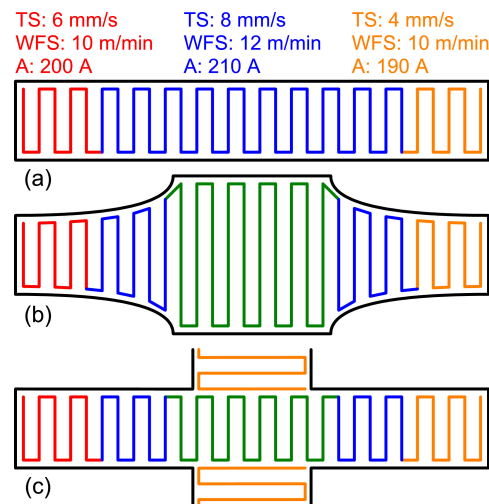 TS: 6 mm/s
WFS: 10 m/min
A: 200 A
TS: 8 mm/s
WFS: 12 m/min
A: 210 A
TS: 4 mm/s
WFS: 10 m/min
A: 190 A
(a)
(b)
(c)